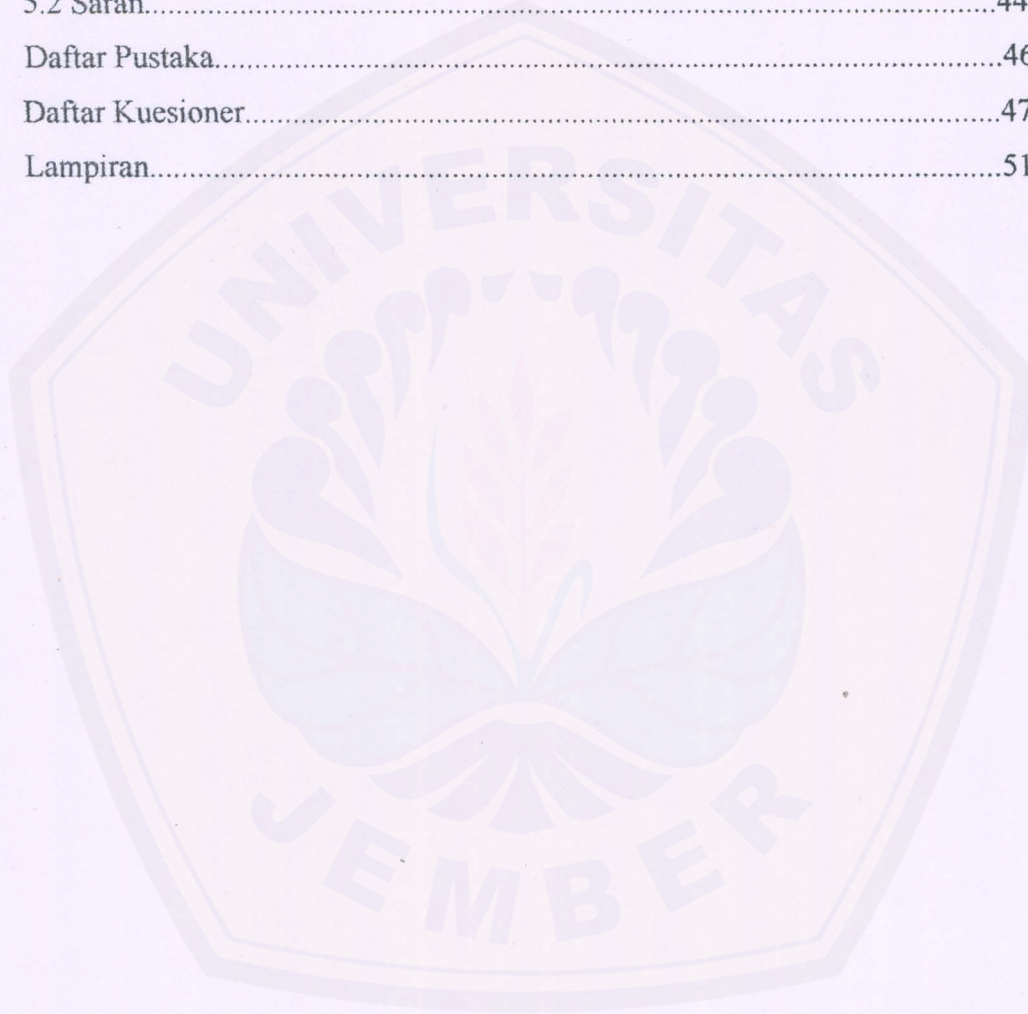 5.2 Saran..........................................................................................44
Daftar Pustaka..................................................................................46
Daftar Kuesioner..............................................................................47
Lampiran..........................................................................................51
UNIVERSITAS
JEMBER